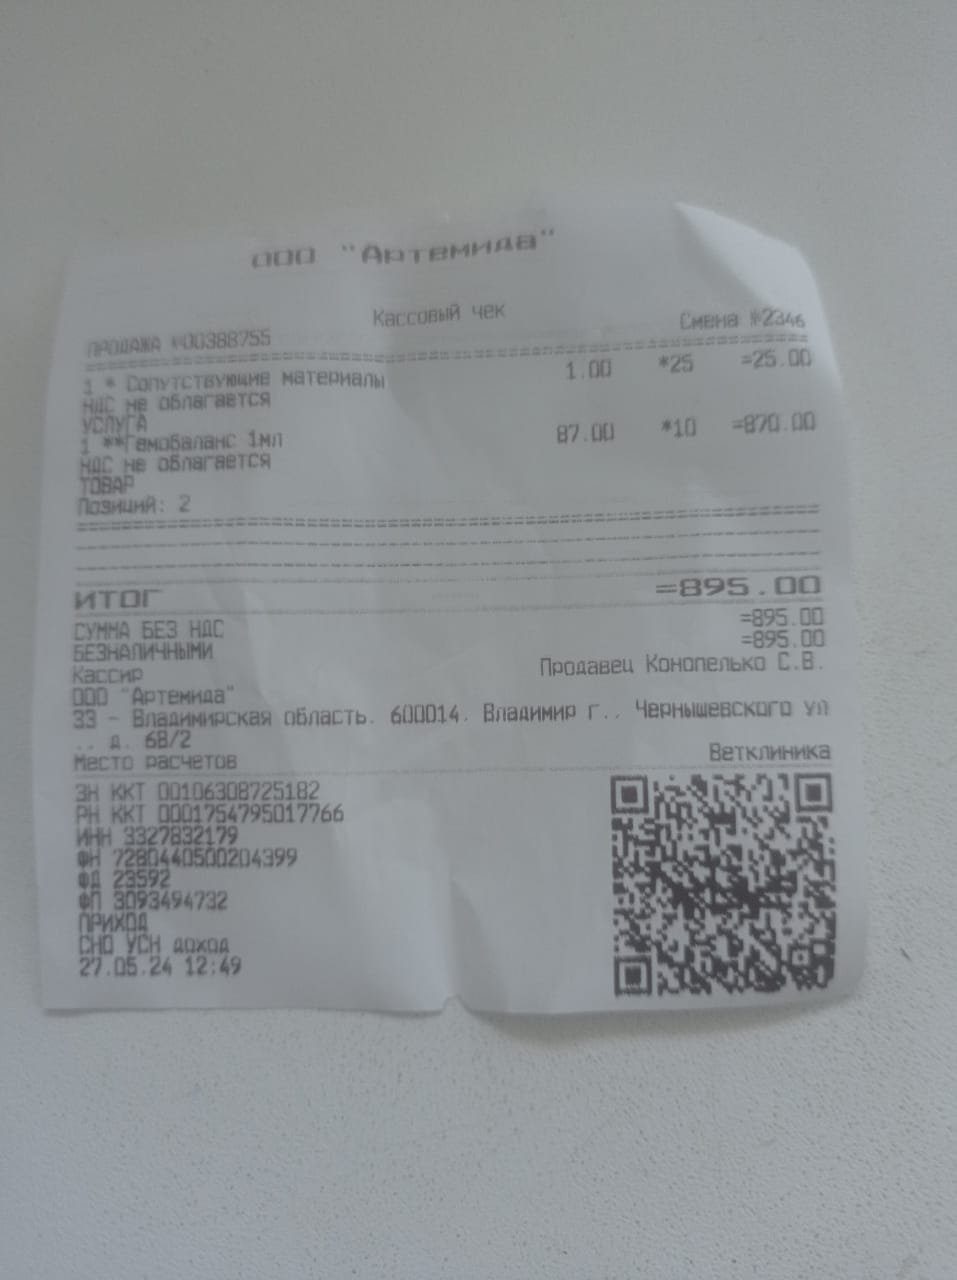 ООО "Артемида"
Кассовый чек
ПРОДАЖА №00388755 Смена №2346
1 * Сопутствующие материалы 1.00 *25 =25.00
НДС не облагается
УСЛУГА
1 **Гемобаланс 1мл 87.00 *10 =870.00
НДС не облагается
ТОВАР
Позиций: 2
ИТОГ =895.00
СУММА БЕЗ НДС =895.00
БЕЗНАЛИЧНЫМИ =895.00
Кассир Продавец Конопелько С.В.
ООО "Артемида"
33 - Владимирская область. 600014. Владимир г.. Чернышевского ул
.. д. 6В/2
Место расчетов Ветклиника
ЗН ККТ 00106308725182
РН ККТ 0001754795017766
ИНН 3327832179
ФН 7280440500204399
ФД 23592
ФП 3093494732
ПРИХОД
СНО УСН доход
27.05.24 12:49